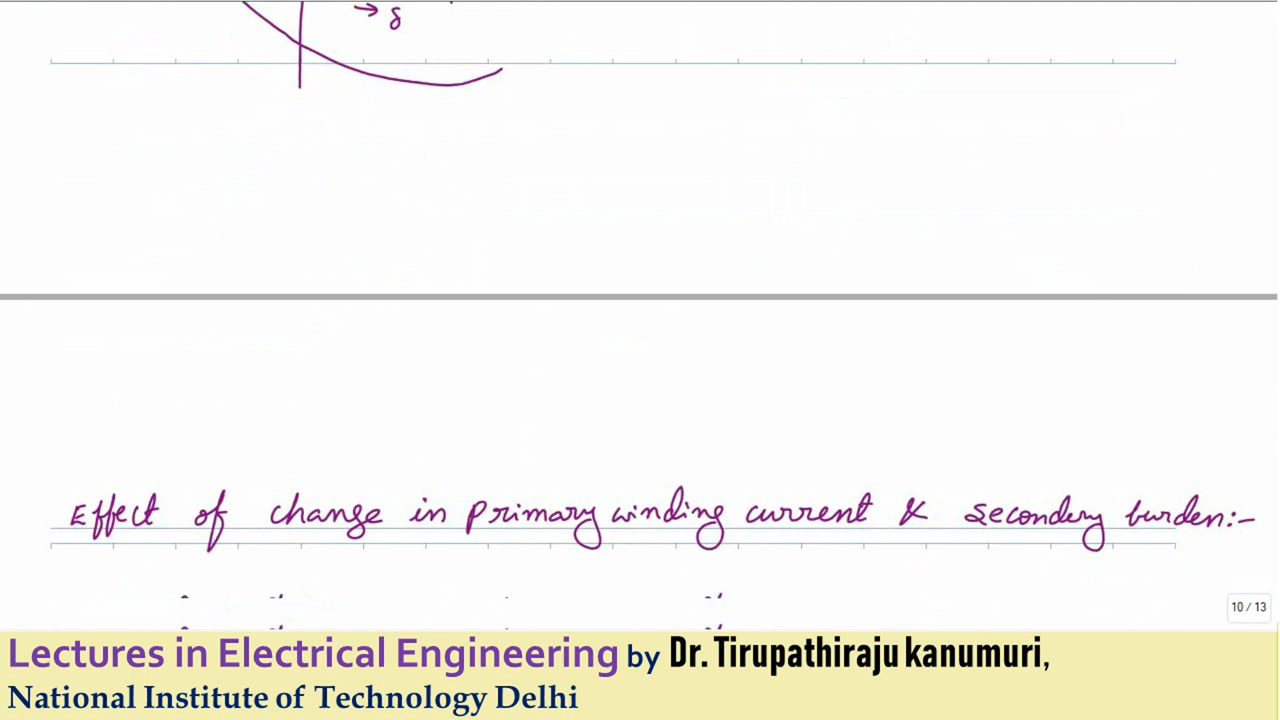 → δ
Effect of change in primary winding current & secondery burden:-
10 / 13
Lectures in Electrical Engineering by Dr. Tirupathiraju kanumuri,
National Institute of Technology Delhi